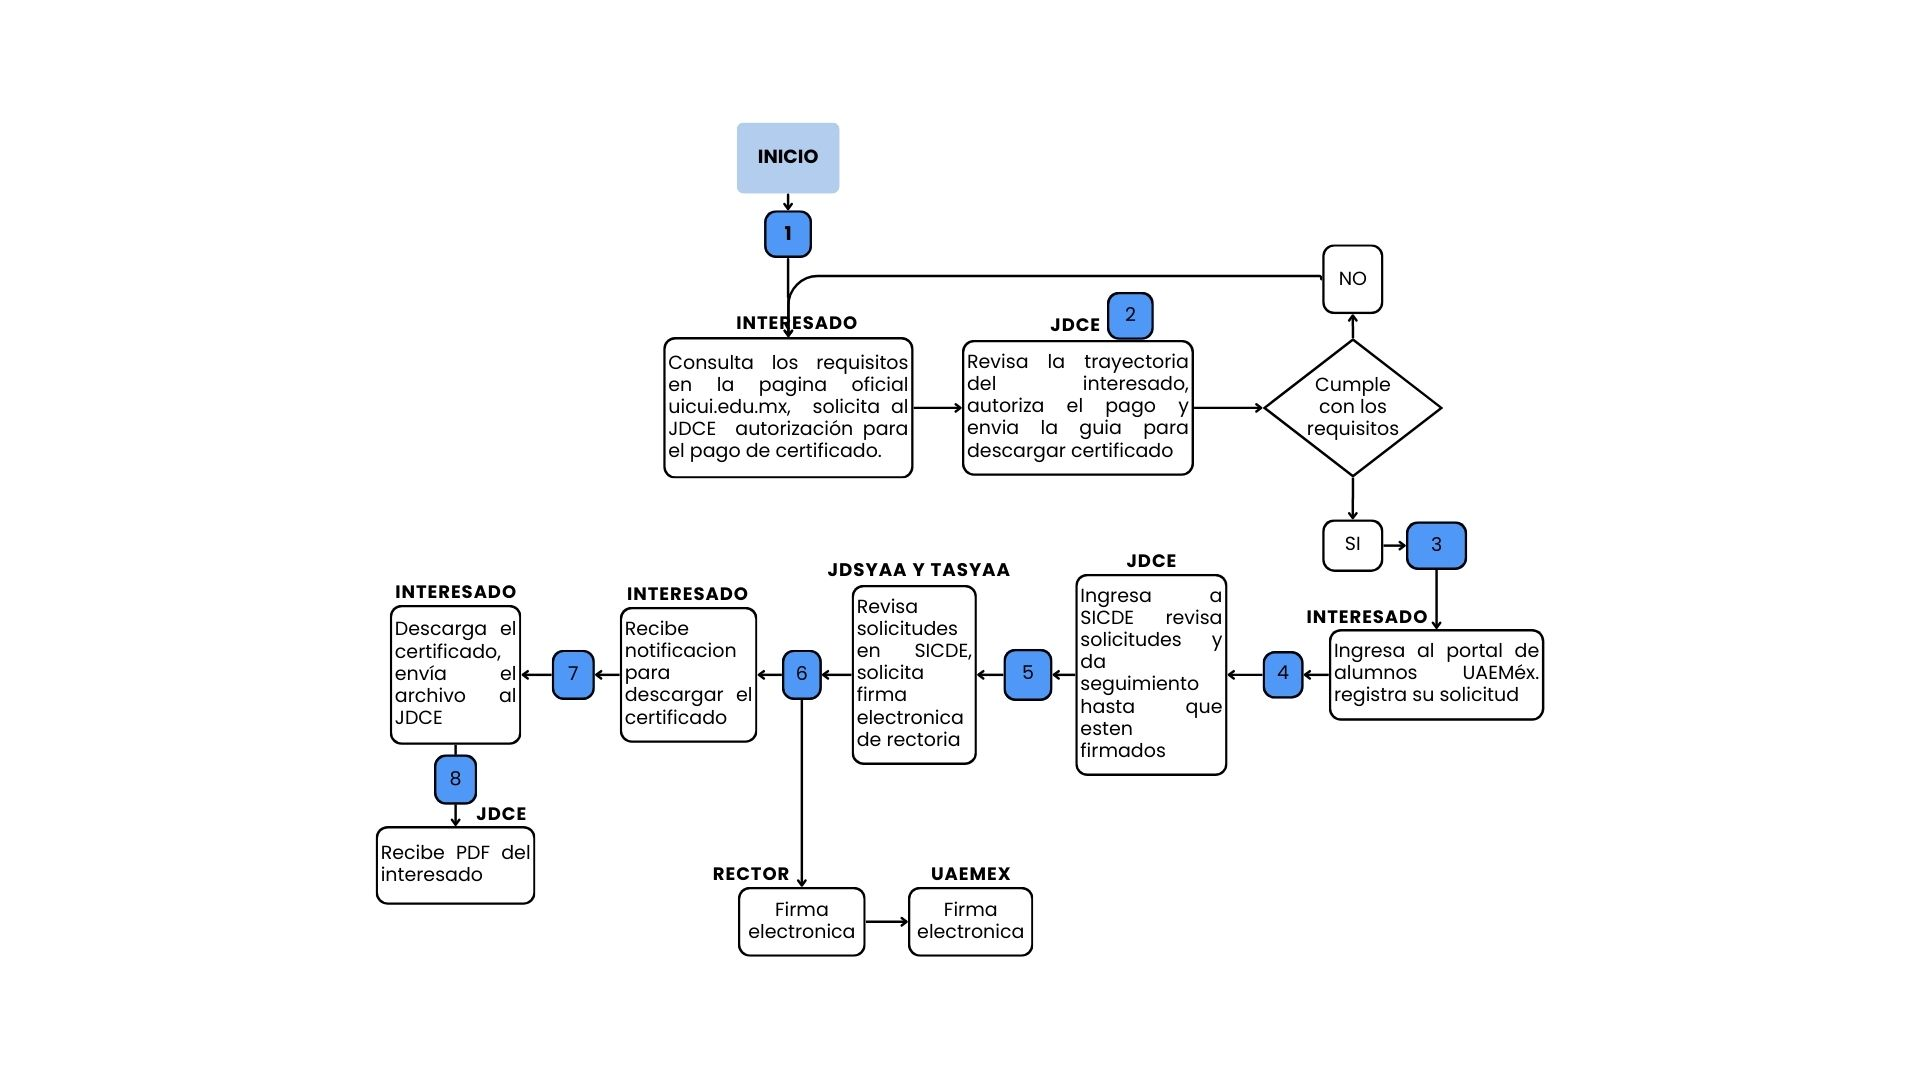 INICIO
1
NO
INTERESADO
Consulta los requisitos
en la pagina oficial
uicui.edu.mx, solicita al
JDCE autorización para
el pago de certificado.
JDCE
2
Revisa la trayectoria
del interesado,
autoriza el pago y
envia la guia para
descargar certificado
Cumple
con los
requisitos
SI
3
INTERESADO
Ingresa al portal de
alumnos UAEMéx.
registra su solicitud
4
JDCE
Ingresa a
SICDE revisa
solicitudes y
da
seguimiento
hasta que
esten
firmados
5
JDSYAA Y TASYAA
Revisa
solicitudes
en SICDE,
solicita
firma
electronica
de rectoria
6
INTERESADO
Recibe
notificacion
para
descargar el
certificado
7
INTERESADO
Descarga el
certificado,
envía el
archivo al
JDCE
8
JDCE
Recibe PDF del
interesado
RECTOR
Firma
electronica
UAEMEX
Firma
electronica